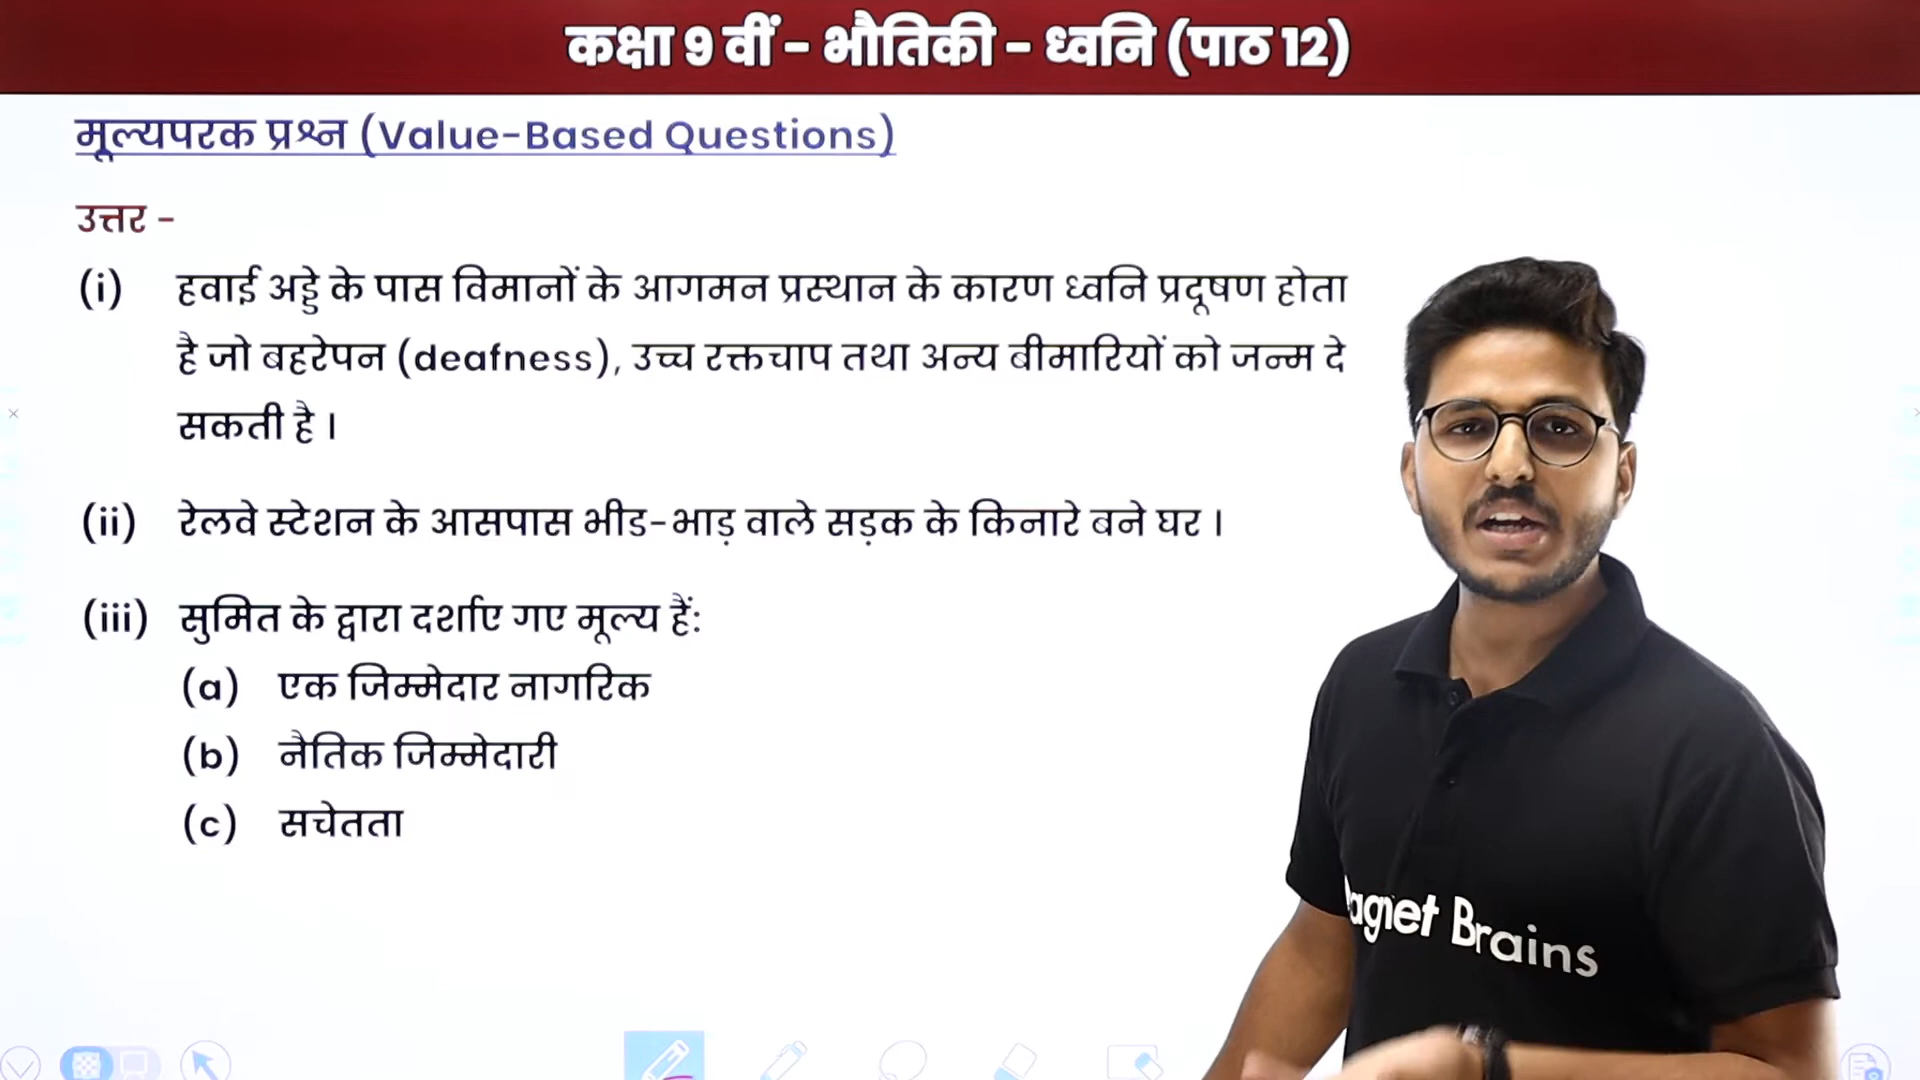 कक्षा 9 वीं - भौतिकी - ध्वनि (पाठ 12)
मूल्यपरक प्रश्न (Value-Based Questions)
उत्तर -
(i) हवाई अड्डे के पास विमानों के आगमन प्रस्थान के कारण ध्वनि प्रदूषण होता
है जो बहरेपन (deafness), उच्च रक्तचाप तथा अन्य बीमारियों को जन्म दे
सकती है ।
(ii) रेलवे स्टेशन के आसपास भीड-भाड़ वाले सड़क के किनारे बने घर ।
(iii) सुमित के द्वारा दर्शाए गए मूल्य हैं:
(a) एक जिम्मेदार नागरिक
(b) नैतिक जिम्मेदारी
(c) सचेतता
agnet Brains